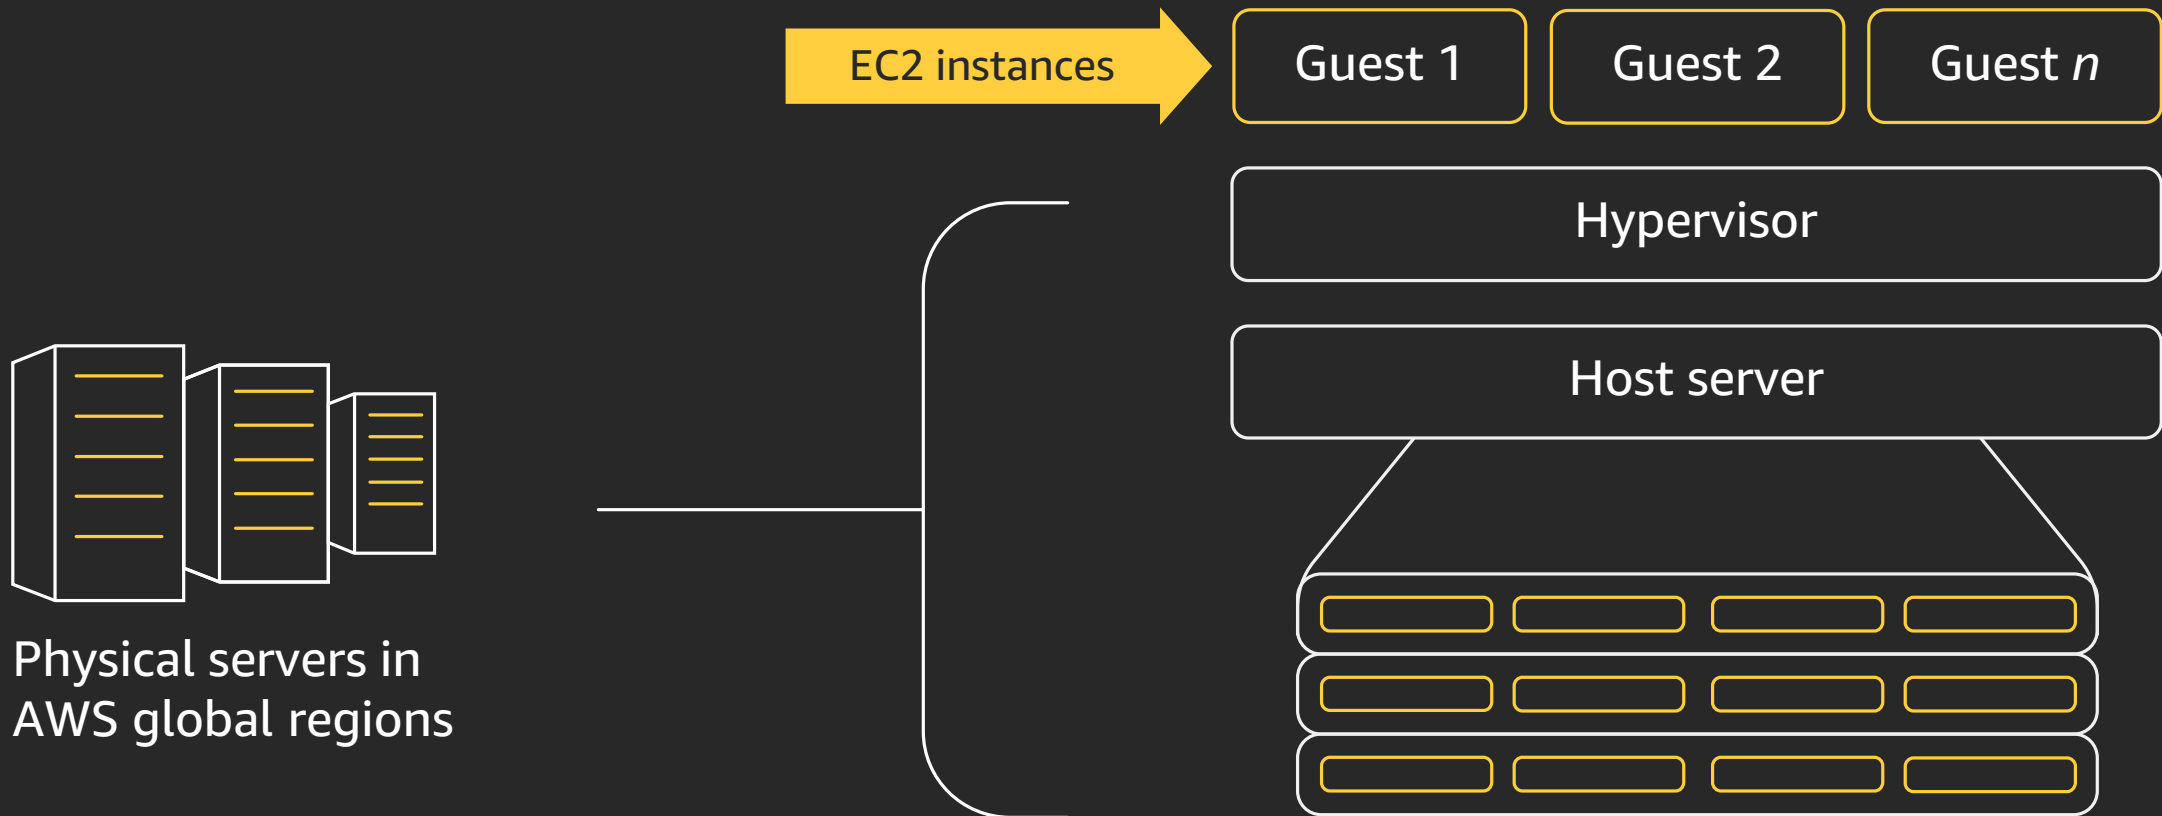 EC2 instances
Guest 1
Guest 2
Guest n
Hypervisor
Host server
Physical servers in
AWS global regions